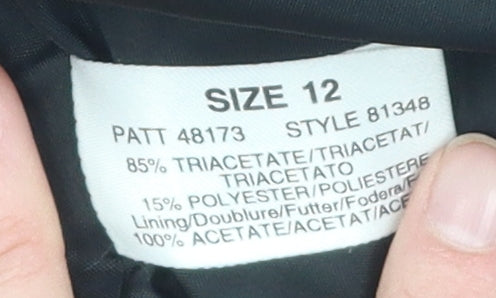 SIZE 12
PATT 48173 STYLE 81348
85% TRIACETATE/TRIACETAT/
TRIACETATO
15% POLYESTER/POLIESTERE
Lining/Doublure/Futter/Fodera/
100% ACETATE/ACETAT/